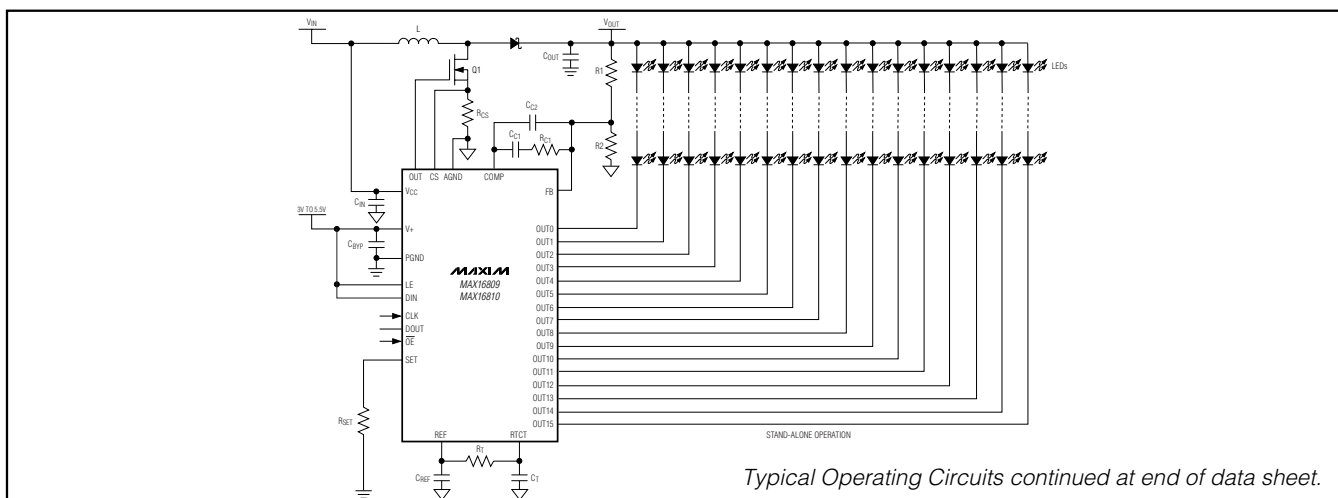 VIN
L
VOUT
COUT
R1
LEDs
Q1
RCS
CC2
CC1
RC1
R2
OUT CS AGND COMP
VCC
FB
CIN
3V TO 5.5V
V+
CBYP
PGND
LE
DIN
CLK
DOUT
OE
SET
RSET
MAXIM
MAX16809
MAX16810
OUT0
OUT1
OUT2
OUT3
OUT4
OUT5
OUT6
OUT7
OUT8
OUT9
OUT10
OUT11
OUT12
OUT13
OUT14
OUT15
REF
RTCT
RT
CREF
CT
STAND-ALONE OPERATION
Typical Operating Circuits continued at end of data sheet.